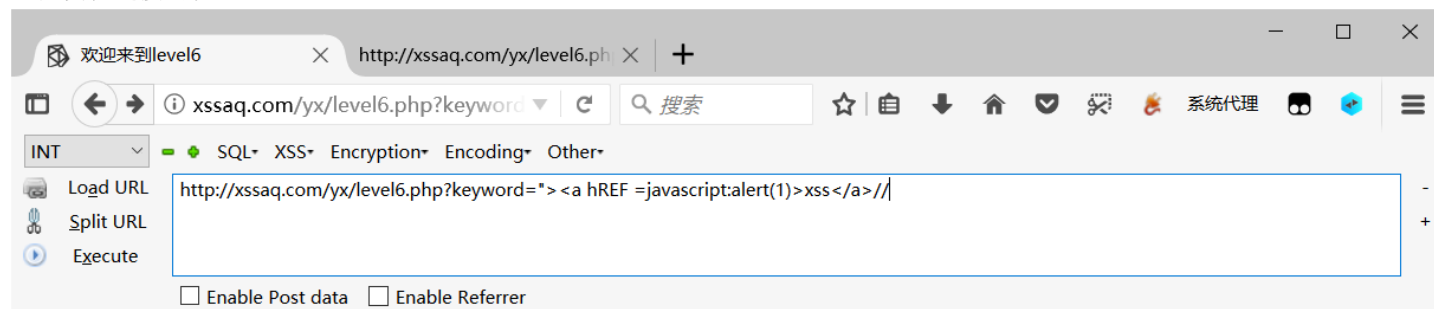 欢迎来到level6
http://xssaq.com/yx/level6.ph
xssaq.com/yx/level6.php?keyword
搜索
系统代理
INT SQL XSS Encryption Encoding Other
Load URL http://xssaq.com/yx/level6.php?keyword="><a hREF =javascript:alert(1)>xss</a>//
Split URL
Execute
Enable Post data Enable Referrer